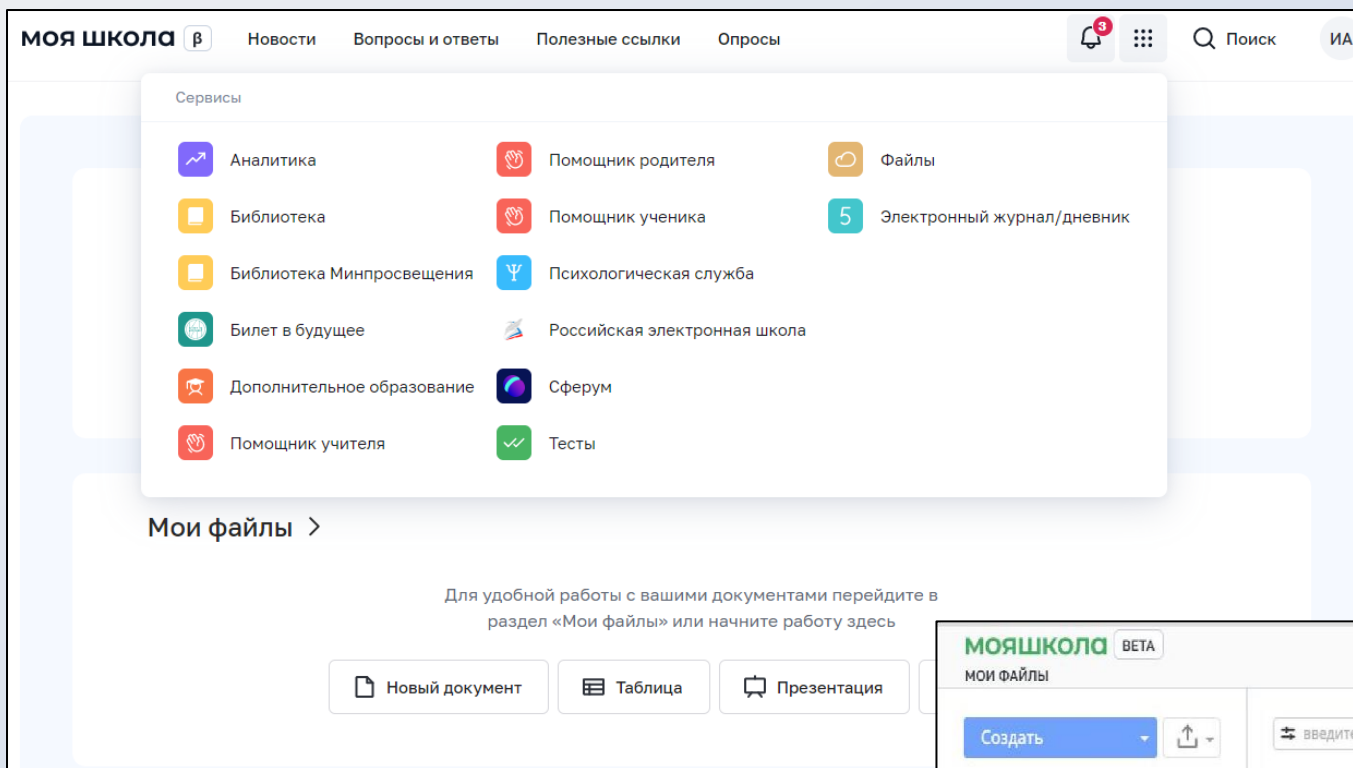 моя школа β Новости Вопросы и ответы Полезные ссылки Опросы 3 Поиск ИА
Сервисы
Аналитика Помощник родителя Файлы
Библиотека Помощник ученика 5 Электронный журнал/дневник
Библиотека Минпросвещения Ψ Психологическая служба
Билет в будущее Российская электронная школа
Дополнительное образование Сферум
Помощник учителя Тесты
Мои файлы >
Для удобной работы с вашими документами перейдите в
раздел «Мои файлы» или начните работу здесь
Новый документ Таблица Презентация
МОЯШКОЛА BETA
МОИ ФАЙЛЫ
Создать